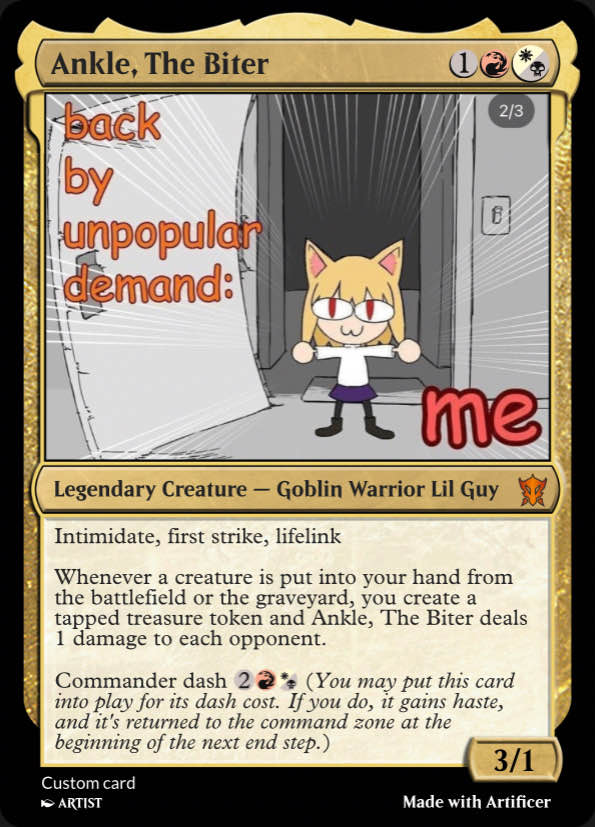 Ankle, The Biter 1
2/3
back
by
unpopular
demand:
me
Legendary Creature — Goblin Warrior Lil Guy
Intimidate, first strike, lifelink
Whenever a creature is put into your hand from
the battlefield or the graveyard, you create a
tapped treasure token and Ankle, The Biter deals
1 damage to each opponent.
Commander dash 2 (You may put this card
into play for its dash cost. If you do, it gains haste,
and it's returned to the command zone at the
beginning of the next end step.)
3/1
Custom card
ARTIST
Made with Artificer